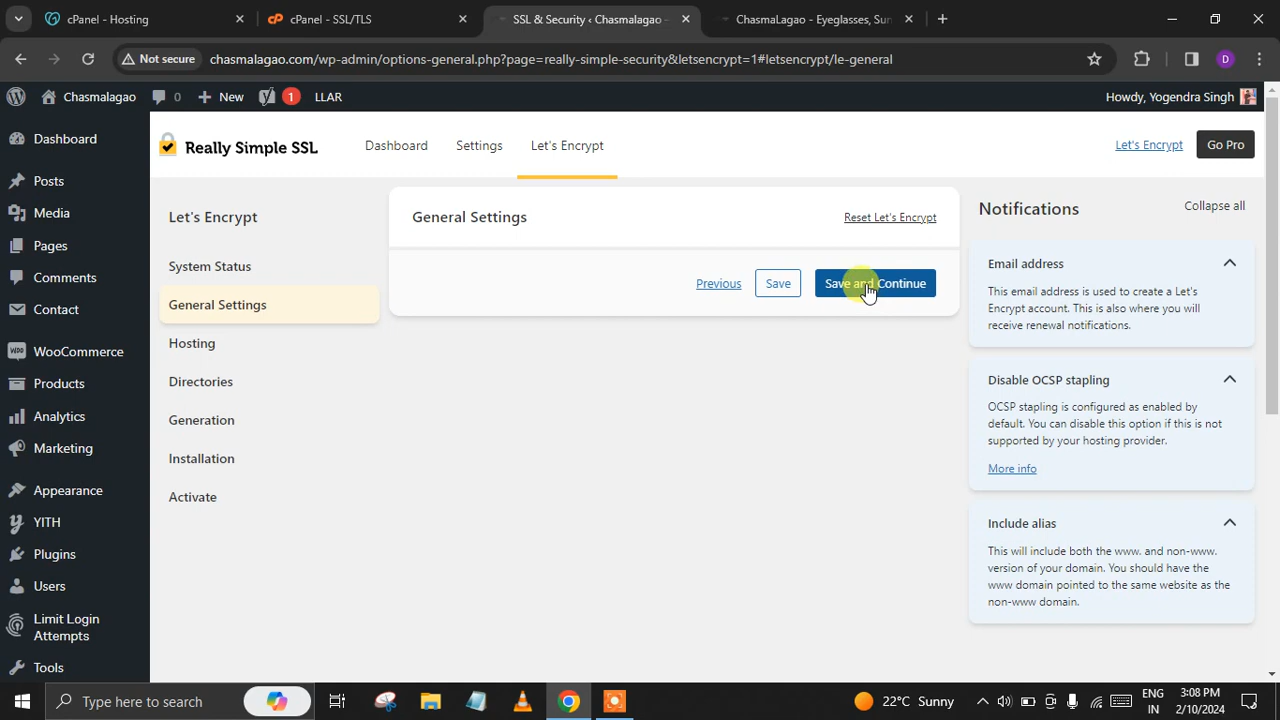 cPanel - Hosting
cPanel - SSL/TLS
SSL & Security ‹ Chasmalagao -
ChasmaLagao - Eyeglasses, Sun
Not secure
chasmalagao.com/wp-admin/options-general.php?page=really-simple-security&letsencrypt=1#letsencrypt/le-general
D
Chasmalagao
0
New
1
LLAR
Howdy, Yogendra Singh
Dashboard
Posts
Media
Pages
Comments
Contact
WooCommerce
Products
Analytics
Marketing
Appearance
YITH
Plugins
Users
Limit Login
Attempts
Tools
Really Simple SSL
Dashboard
Settings
Let's Encrypt
Let's Encrypt
Go Pro
Let's Encrypt
System Status
General Settings
Hosting
Directories
Generation
Installation
Activate
General Settings
Reset Let's Encrypt
Previous
Save
Save and Continue
Notifications
Collapse all
Email address
This email address is used to create a Let's
Encrypt account. This is also where you will
receive renewal notifications.
Disable OCSP stapling
OCSP stapling is configured as enabled by
default. You can disable this option if this is not
supported by your hosting provider.
More info
Include alias
This will include both the www. and non-www.
version of your domain. You should have the
www domain pointed to the same website as the
non-www domain.
Type here to search
22°C Sunny
ENG
IN
3:08 PM
2/10/2024